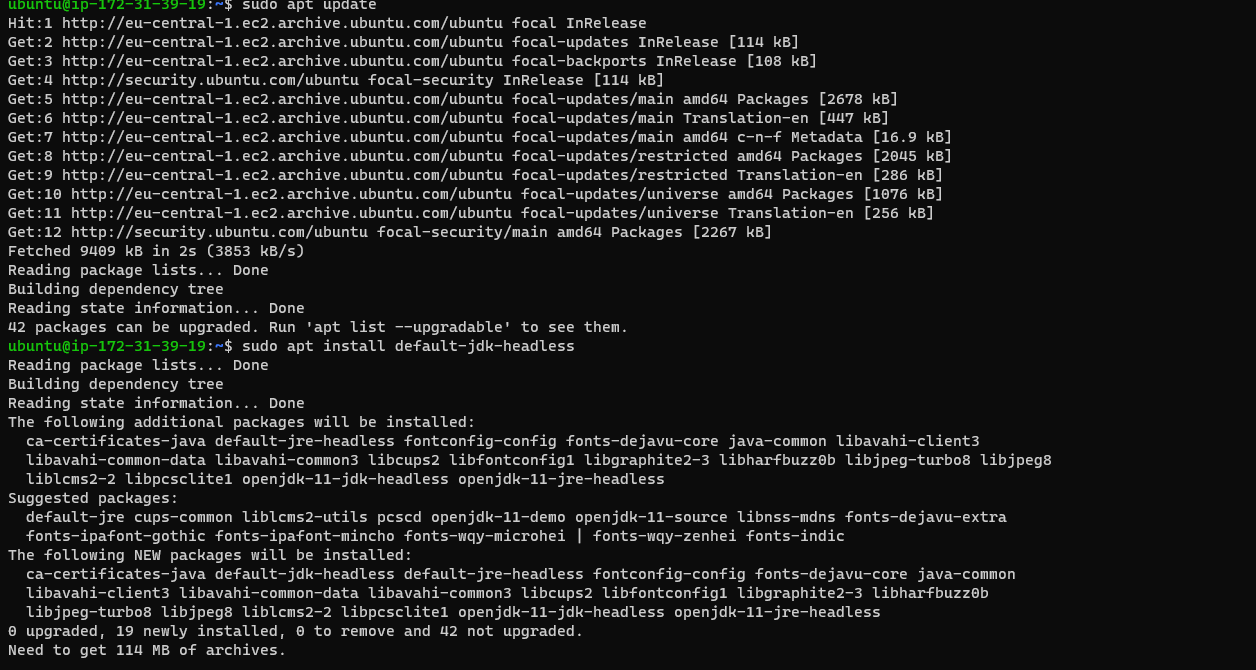 ubuntu@ip-172-31-39-19:~$ sudo apt update
Hit:1 http://eu-central-1.ec2.archive.ubuntu.com/ubuntu focal InRelease
Get:2 http://eu-central-1.ec2.archive.ubuntu.com/ubuntu focal-updates InRelease [114 kB]
Get:3 http://eu-central-1.ec2.archive.ubuntu.com/ubuntu focal-backports InRelease [108 kB]
Get:4 http://security.ubuntu.com/ubuntu focal-security InRelease [114 kB]
Get:5 http://eu-central-1.ec2.archive.ubuntu.com/ubuntu focal-updates/main amd64 Packages [2678 kB]
Get:6 http://eu-central-1.ec2.archive.ubuntu.com/ubuntu focal-updates/main Translation-en [447 kB]
Get:7 http://eu-central-1.ec2.archive.ubuntu.com/ubuntu focal-updates/main amd64 c-n-f Metadata [16.9 kB]
Get:8 http://eu-central-1.ec2.archive.ubuntu.com/ubuntu focal-updates/restricted amd64 Packages [2045 kB]
Get:9 http://eu-central-1.ec2.archive.ubuntu.com/ubuntu focal-updates/restricted Translation-en [286 kB]
Get:10 http://eu-central-1.ec2.archive.ubuntu.com/ubuntu focal-updates/universe amd64 Packages [1076 kB]
Get:11 http://eu-central-1.ec2.archive.ubuntu.com/ubuntu focal-updates/universe Translation-en [256 kB]
Get:12 http://security.ubuntu.com/ubuntu focal-security/main amd64 Packages [2267 kB]
Fetched 9409 kB in 2s (3853 kB/s)
Reading package lists... Done
Building dependency tree
Reading state information... Done
42 packages can be upgraded. Run 'apt list --upgradable' to see them.
ubuntu@ip-172-31-39-19:~$ sudo apt install default-jdk-headless
Reading package lists... Done
Building dependency tree
Reading state information... Done
The following additional packages will be installed:
  ca-certificates-java default-jre-headless fontconfig-config fonts-dejavu-core java-common libavahi-client3
  libavahi-common-data libavahi-common3 libcups2 libfontconfig1 libgraphite2-3 libharfbuzz0b libjpeg-turbo8 libjpeg8
  liblcms2-2 libpcsclite1 openjdk-11-jdk-headless openjdk-11-jre-headless
Suggested packages:
  default-jre cups-common liblcms2-utils pcscd openjdk-11-demo openjdk-11-source libnss-mdns fonts-dejavu-extra
  fonts-ipafont-gothic fonts-ipafont-mincho fonts-wqy-microhei | fonts-wqy-zenhei fonts-indic
The following NEW packages will be installed:
  ca-certificates-java default-jdk-headless default-jre-headless fontconfig-config fonts-dejavu-core java-common
  libavahi-client3 libavahi-common-data libavahi-common3 libcups2 libfontconfig1 libgraphite2-3 libharfbuzz0b
  libjpeg-turbo8 libjpeg8 liblcms2-2 libpcsclite1 openjdk-11-jdk-headless openjdk-11-jre-headless
0 upgraded, 19 newly installed, 0 to remove and 42 not upgraded.
Need to get 114 MB of archives.